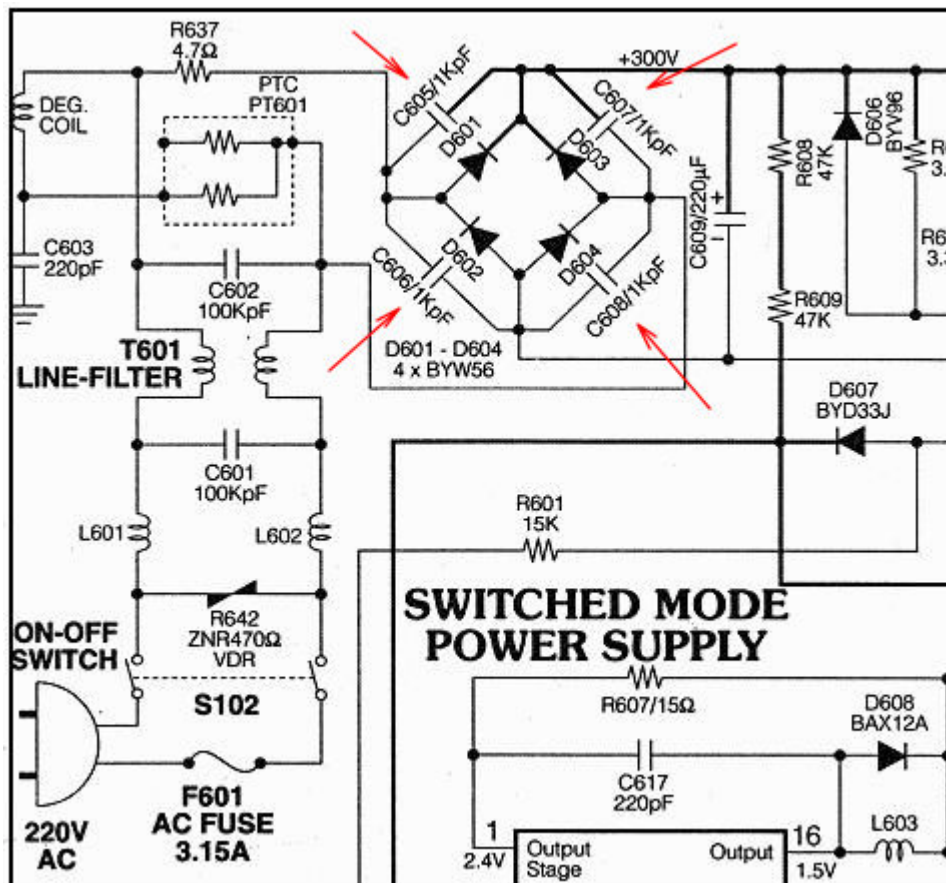 R637
4.7Ω
+300V
C605/1KpF
C607/1KpF
DEG.
COIL
PTC
PT601
D601
D603
D606
BYV96
R608
47K
C609/220µF
+
−
C603
220pF
C602
100KpF
D602
D604
C606/1KpF
C608/1KpF
R609
47K
T601
LINE-FILTER
D601 - D604
4 x BYW56
D607
BYD33J
C601
100KpF
R601
15K
L601
L602
SWITCHED MODE
POWER SUPPLY
R642
ZNR470Ω
VDR
ON-OFF
SWITCH
S102
R607/15Ω
D608
BAX12A
C617
220pF
F601
AC FUSE
3.15A
220V
AC
1
2.4V
Output
Stage
Output
16
1.5V
L603